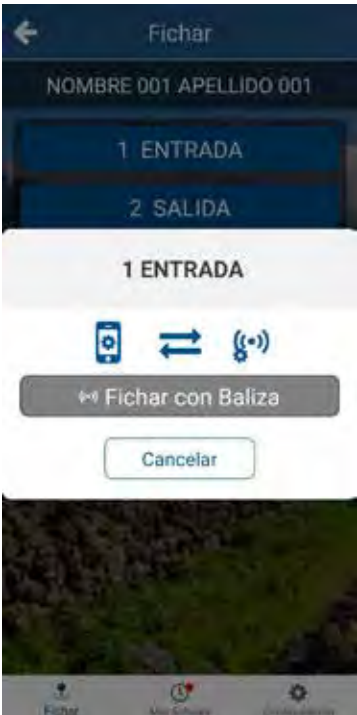 Fichar
NOMBRE 001 APELLIDO 001
1 ENTRADA
2 SALIDA
1 ENTRADA
Fichar con Baliza
Cancelar
Fichar